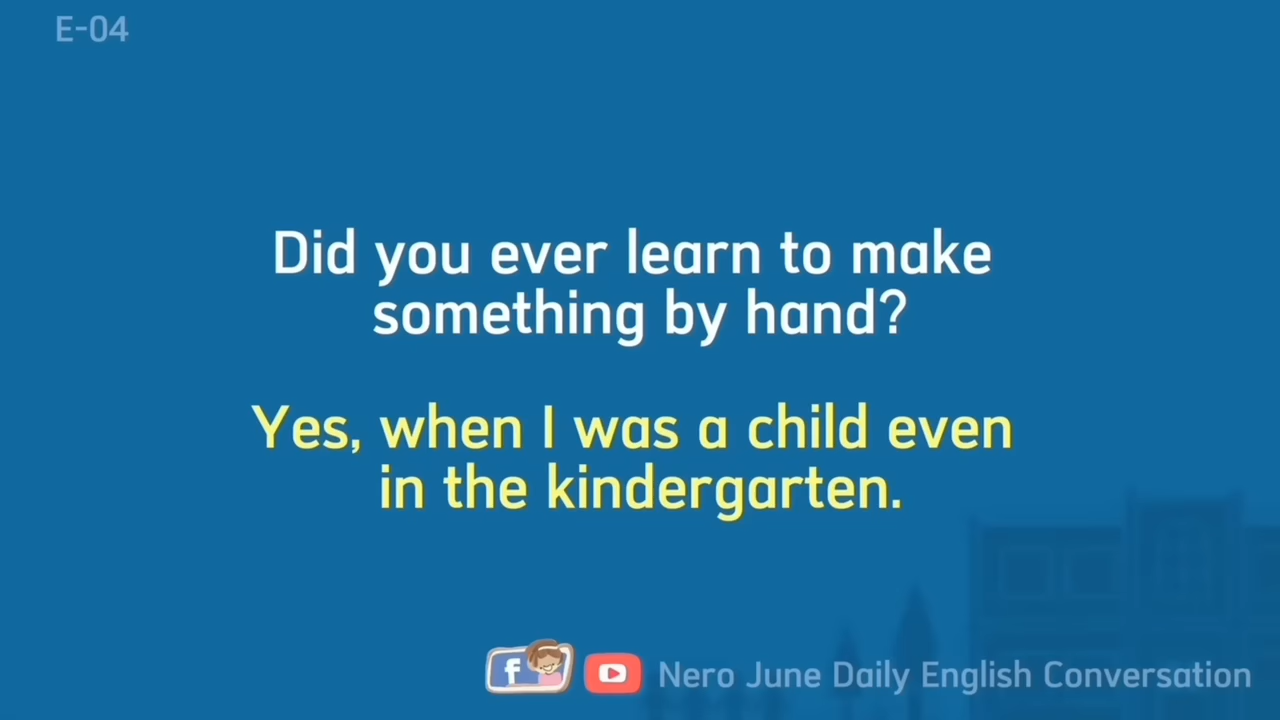 E-04
Did you ever learn to make
something by hand?
Yes, when I was a child even
in the kindergarten.
f
Nero June Daily English Conversation